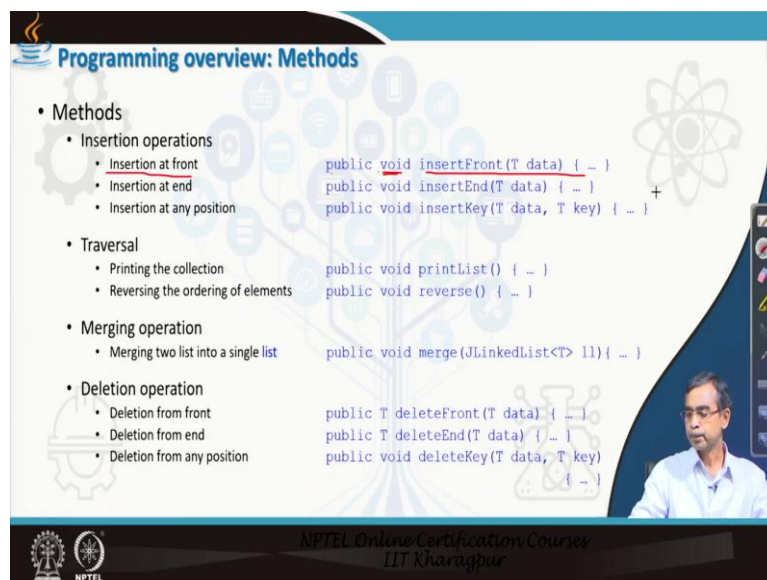 Programming overview: Methods
• Methods
• Insertion operations
• Insertion at front public void insertFront(T data) { … }
• Insertion at end public void insertEnd(T data) { … }
• Insertion at any position public void insertKey(T data, T key) { … }
• Traversal
• Printing the collection public void printList() { … }
• Reversing the ordering of elements public void reverse() { … }
• Merging operation
• Merging two list into a single list public void merge(JLinkedList<T> ll){ … }
• Deletion operation
• Deletion from front public T deleteFront(T data) { … }
• Deletion from end public T deleteEnd(T data) { … }
• Deletion from any position public void deleteKey(T data, T key)
{ … }
NPTEL Online Certification Courses
IIT Kharagpur
NPTEL